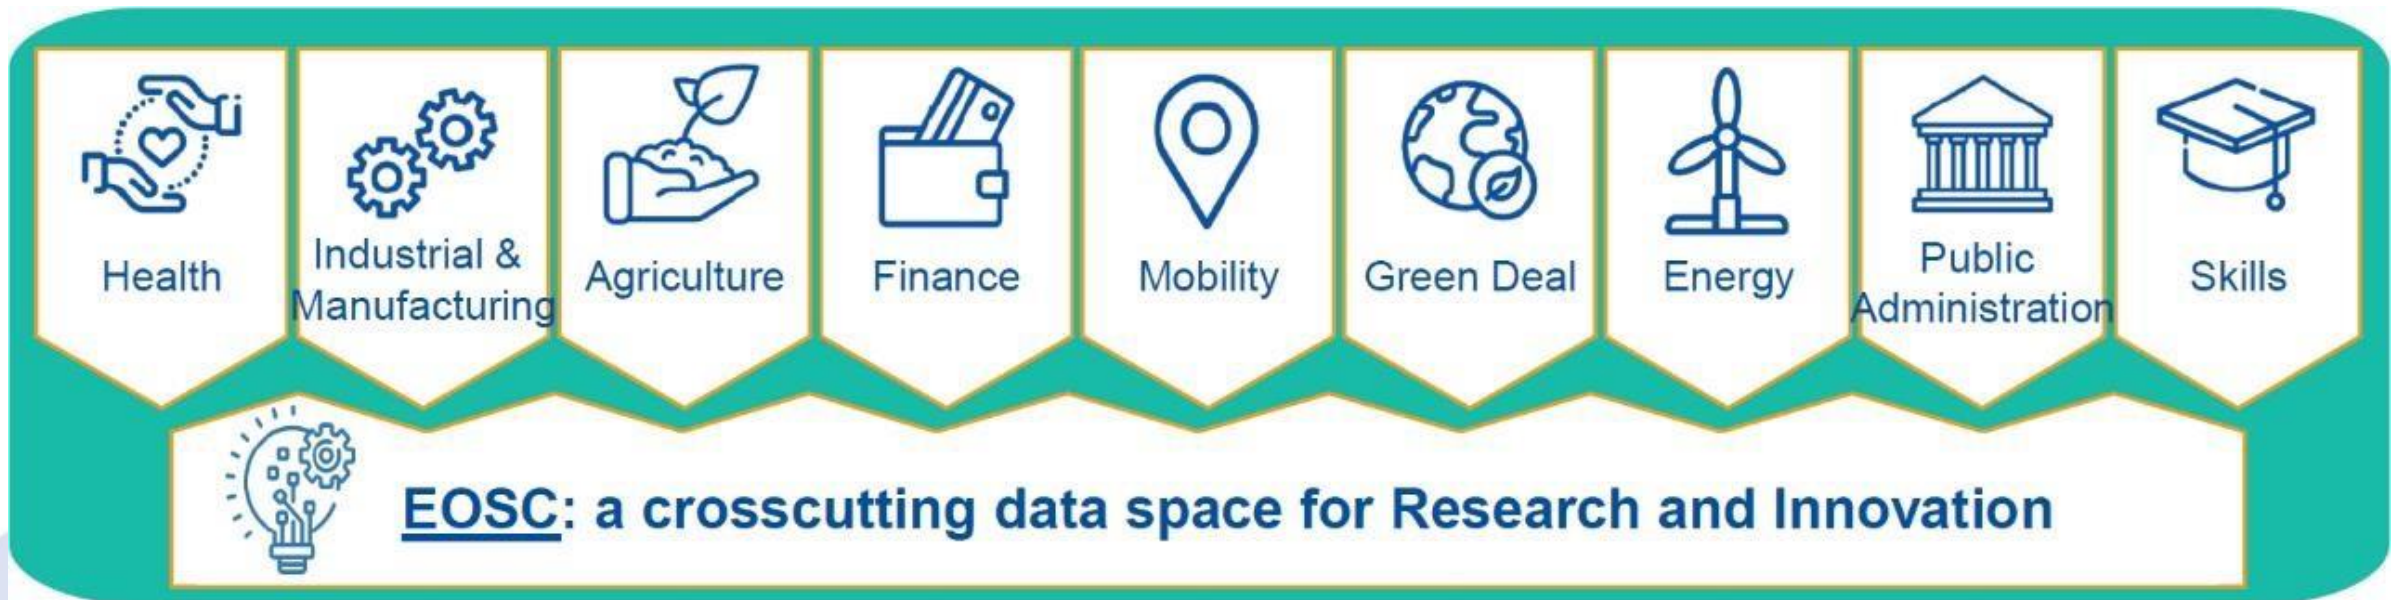 Health
Industrial &
Manufacturing
Agriculture
Finance
Mobility
Green Deal
Energy
Public
Administration
Skills
EOSC: a crosscutting data space for Research and Innovation